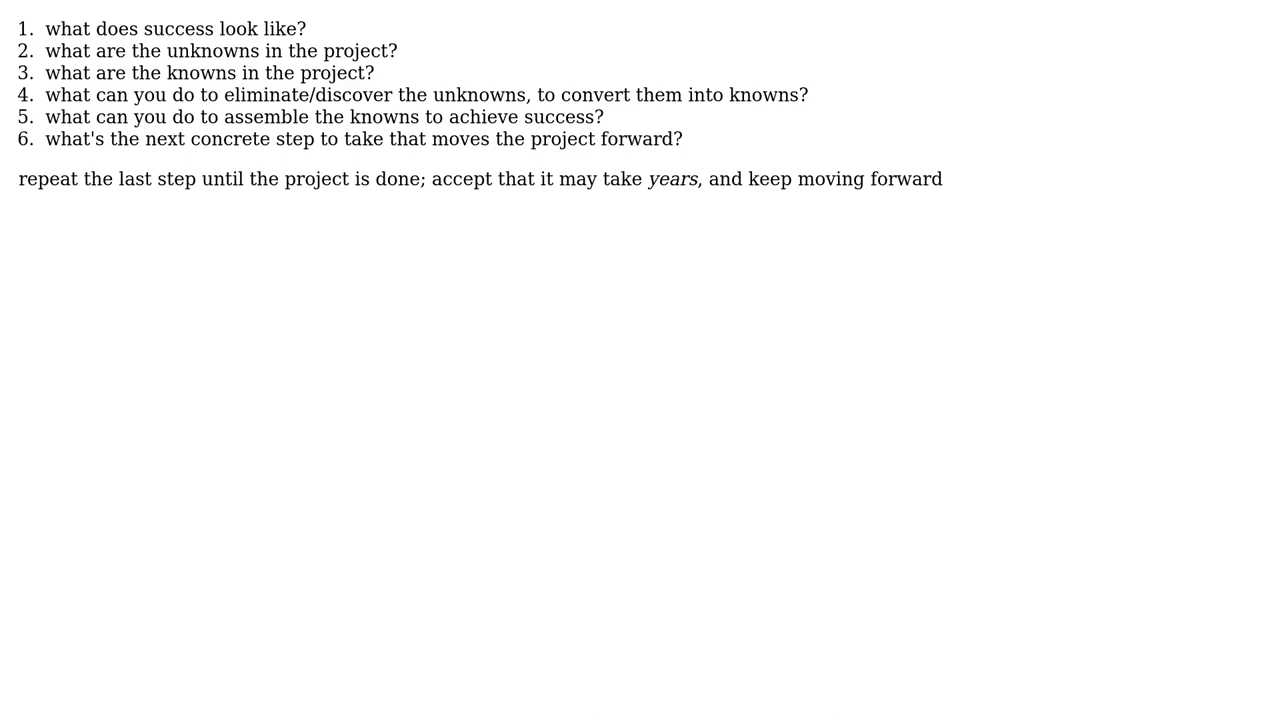 1. what does success look like?
2. what are the unknowns in the project?
3. what are the knowns in the project?
4. what can you do to eliminate/discover the unknowns, to convert them into knowns?
5. what can you do to assemble the knowns to achieve success?
6. what's the next concrete step to take that moves the project forward?
repeat the last step until the project is done; accept that it may take years, and keep moving forward